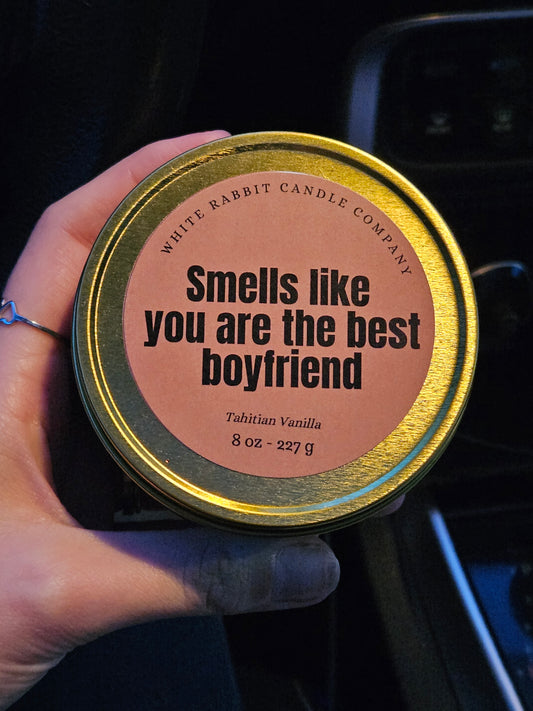 WHITE RABBIT CANDLE COMPANY
Smells like
you are the best
boyfriend
Tahitian Vanilla
8 oz - 227 g